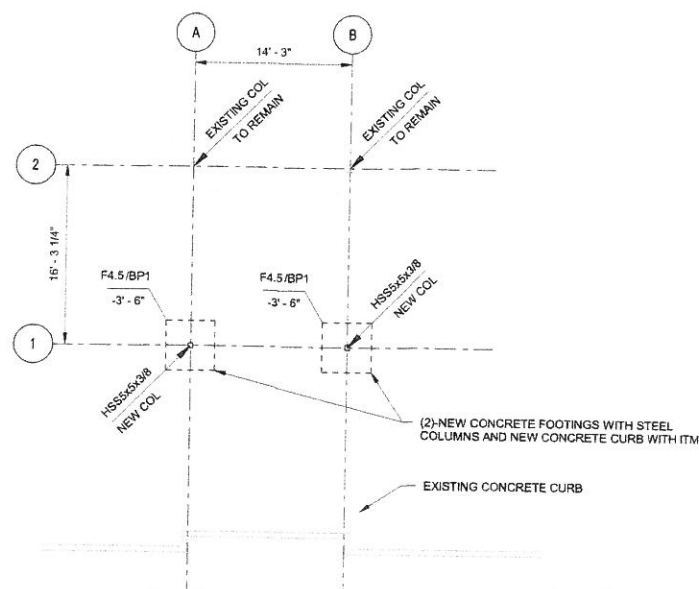 A
B
14' - 3"
EXISTING COL
TO REMAIN
EXISTING COL
TO REMAIN
2
16' - 3 1/4"
F4.5/BP1
-3' - 6"
F4.5/BP1
-3' - 6"
HSS5x5x3/8
NEW COL
1
HSS5x5x3/8
NEW COL
(2)-NEW CONCRETE FOOTINGS WITH STEEL
COLUMNS AND NEW CONCRETE CURB WITH ITM
EXISTING CONCRETE CURB